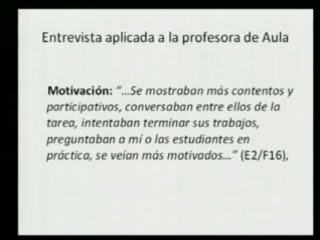 Entrevista aplicada a la profesora de Aula
Motivación: "...Se mostraban más contentos y
participativos, conversaban entre ellos de la
tarea, intentaban terminar sus trabajos,
preguntaban a mí o las estudiantes en
práctica, se veían más motivados..." (E2/F16),